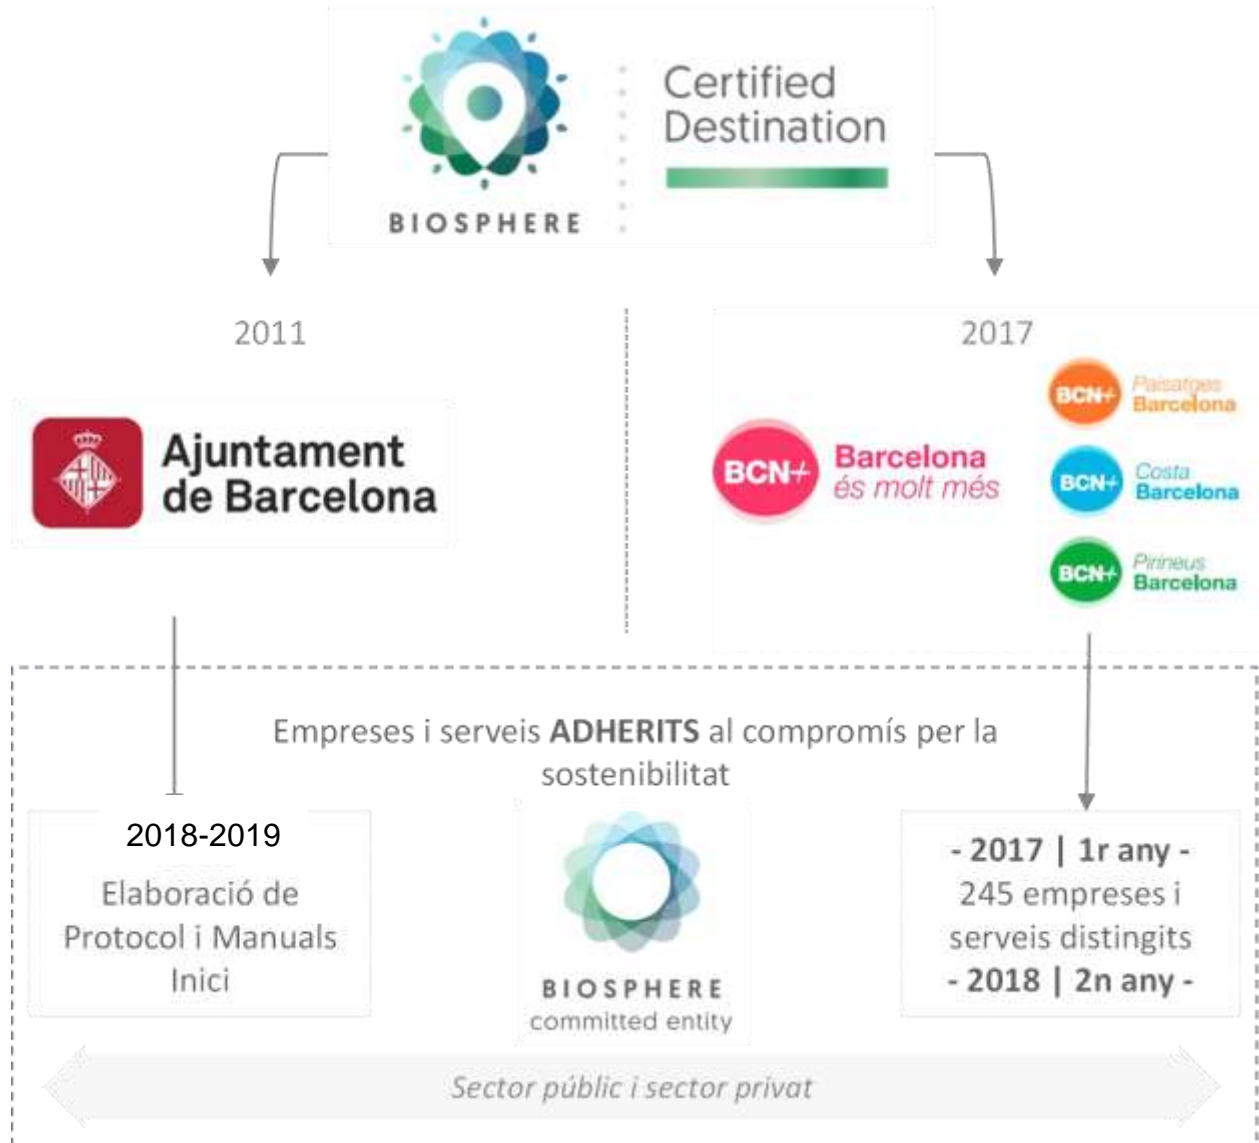 BIOSPHERE
Certified
Destination
2011
Ajuntament
de Barcelona
2017
BCN+
Barcelona
és molt més
BCN+
Paisatges
Barcelona
BCN+
Costa
Barcelona
BCN+
Pirineus
Barcelona
Empreses i serveis ADHERITS al compromís per la
sostenibilitat
2018-2019
Elaboració de
Protocol i Manuals
Inici
BIOSPHERE
committed entity
- 2017 | 1r any -
245 empreses i
serveis distingits
- 2018 | 2n any -
Sector públic i sector privat